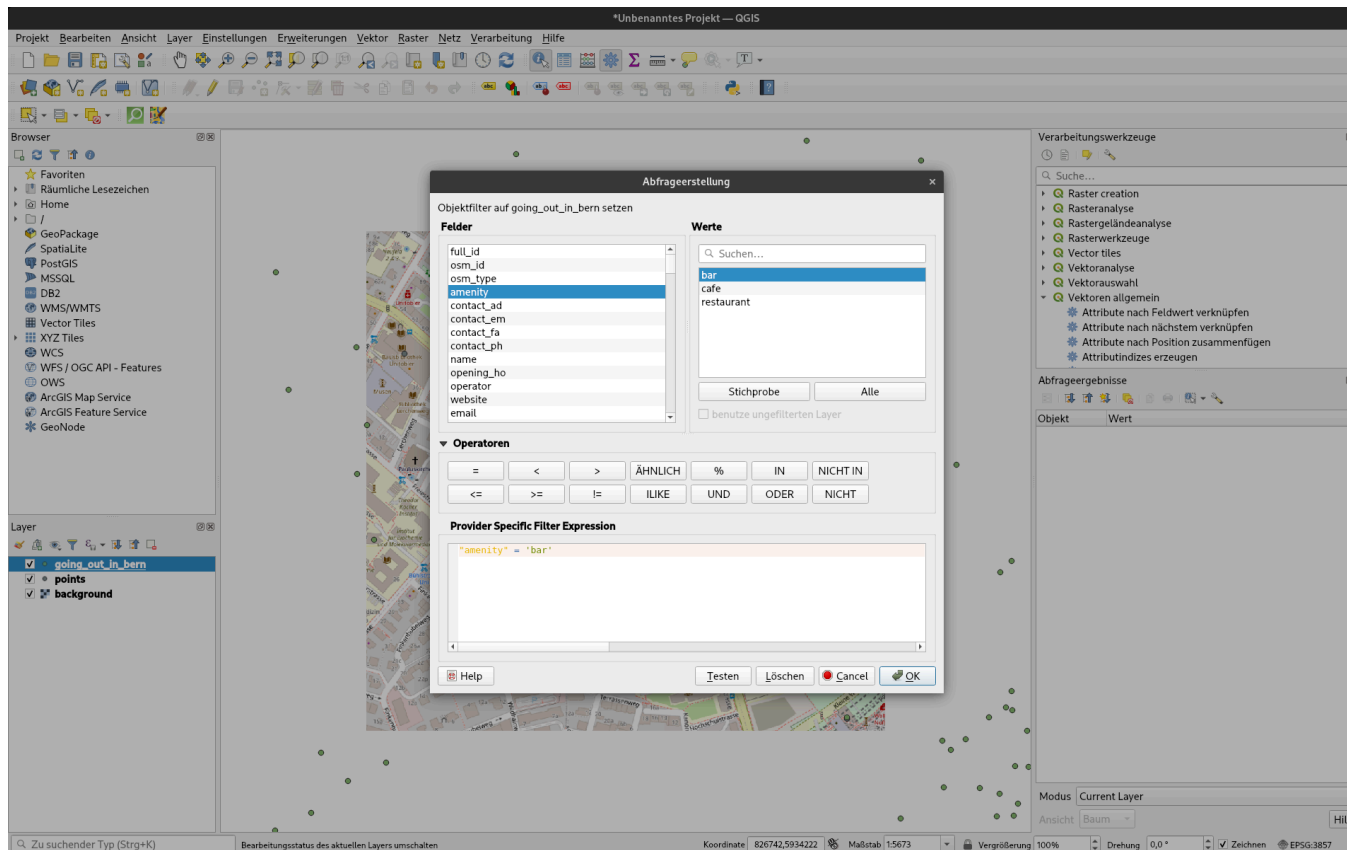 *Unbenanntes Projekt — QGIS
Projekt Bearbeiten Ansicht Layer Einstellungen Erweiterungen Vektor Raster Netz Verarbeitung Hilfe
Browser
Favoriten
Räumliche Lesezeichen
Home
/
GeoPackage
SpatiaLite
PostGIS
MSSQL
DB2
WMS/WMTS
Vector Tiles
XYZ Tiles
WCS
WFS / OGC API - Features
OWS
ArcGIS Map Service
ArcGIS Feature Service
GeoNode
Layer
going_out_in_bern
points
background
Abfrageerstellung
Objektfilter auf going_out_in_bern setzen
Felder
full_id
osm_id
osm_type
amenity
contact_ad
contact_em
contact_fa
contact_ph
name
opening_ho
operator
website
email
Werte
Suchen...
bar
cafe
restaurant
Stichprobe Alle
benutze ungefilterten Layer
Operatoren
= < > ÄHNLICH % IN NICHT IN
<= >= != ILIKE UND ODER NICHT
Provider Specific Filter Expression
"amenity" = 'bar'
Help Testen Löschen Cancel OK
Verarbeitungswerkzeuge
Suche...
Raster creation
Rasteranalyse
Rastergeländeanalyse
Rasterwerkzeuge
Vector tiles
Vektoranalyse
Vektorauswahl
Vektoren allgemein
Attribute nach Feldwert verknüpfen
Attribute nach nächstem verknüpfen
Attribute nach Position zusammenfügen
Attributindizes erzeugen
Abfrageergebnisse
Objekt Wert
Modus Current Layer
Ansicht Baum
Hil
Zu suchender Typ (Strg+K) Bearbeitungsstatus des aktuellen Layers umschalten Koordinate 826742,5934222 Maßstab 1:5673 Vergrößerung 100% Drehung 0,0 ° Zeichnen EPSG:3857